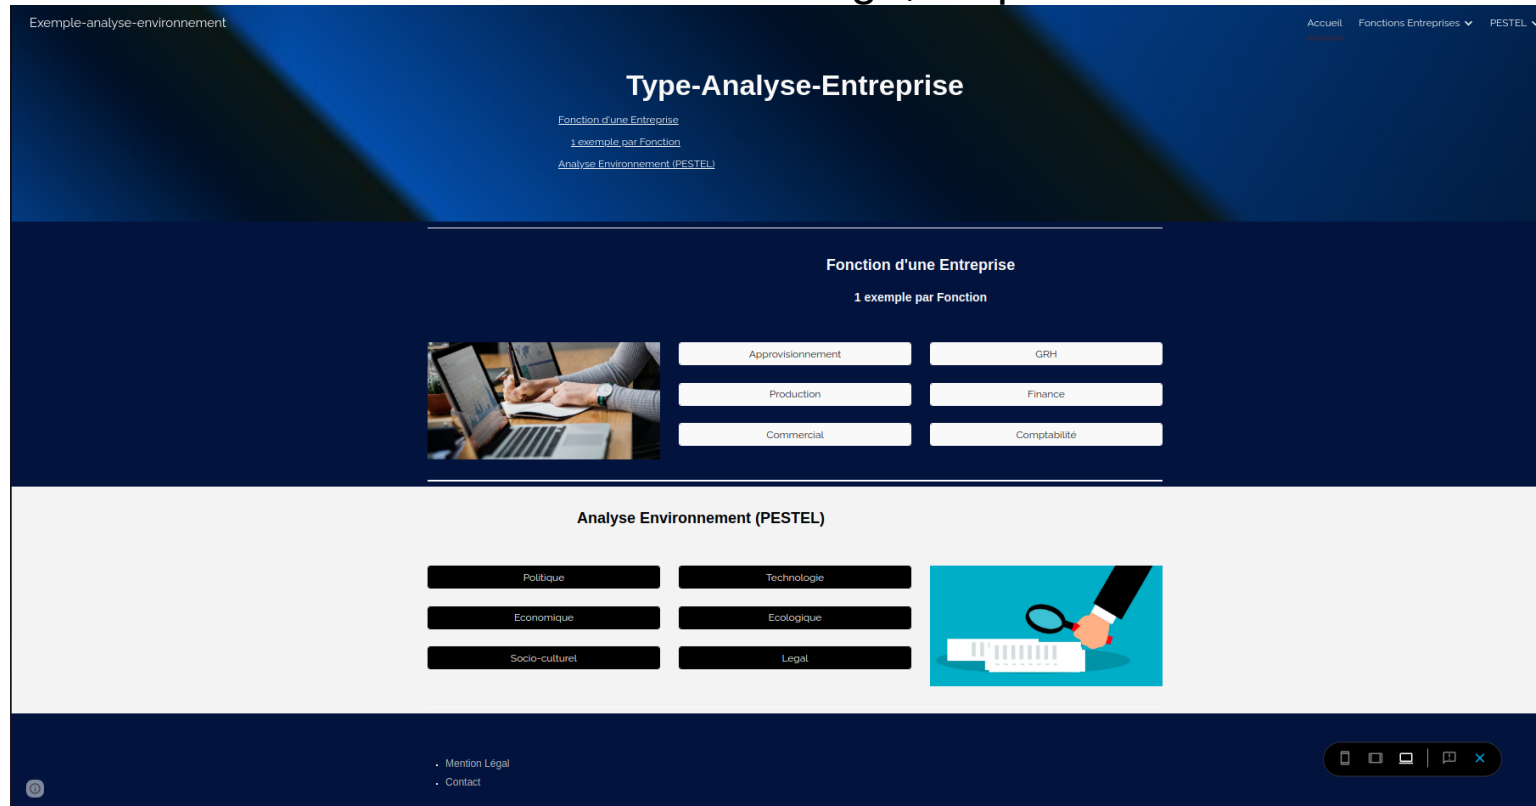 Exemple-analyse-environnement
Accueil Fonctions Entreprises PESTEL
Type-Analyse-Entreprise
Fonction d'une Entreprise
1 exemple par Fonction
Analyse Environnement (PESTEL)
Fonction d'une Entreprise
1 exemple par Fonction
Approvisionnement GRH
Production Finance
Commercial Comptabilité
Analyse Environnement (PESTEL)
Politique Technologie
Economique Ecologique
Socio-culturel Legal
Mention Légal
Contact